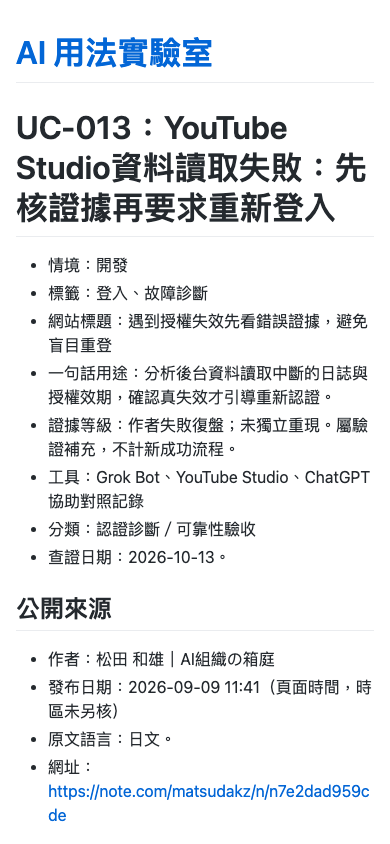 AI 用法實驗室
UC-013：YouTube
Studio資料讀取失敗：先
核證據再要求重新登入
情境：開發
標籤：登入、故障診斷
網站標題：遇到授權失效先看錯誤證據，避免
盲目重登
一句話用途：分析後台資料讀取中斷的日誌與
授權效期，確認真失效才引導重新認證。
證據等級：作者失敗復盤；未獨立重現。屬驗
證補充，不計新成功流程。
工具：Grok Bot、YouTube Studio、ChatGPT
協助對照記錄
分類：認證診斷 / 可靠性驗收
查證日期：2026-10-13。
公開來源
作者：松田 和雄｜AI組織の箱庭
發布日期：2026-09-09 11:41（頁面時間，時
區未另核）
原文語言：日文。
網址：
https://note.com/matsudakz/n/n7e2dad959c
de